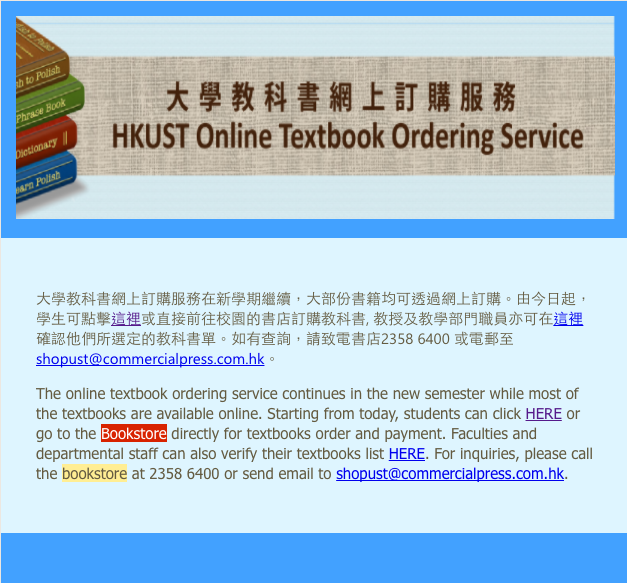 h to Polish
Phrase Book
Dictionary
earn Polish
大學教科書網上訂購服務
HKUST Online Textbook Ordering Service
大學教科書網上訂購服務在新學期繼續，大部份書籍均可透過網上訂購。由今日起，
學生可點擊這裡或直接前往校園的書店訂購教科書, 教授及教學部門職員亦可在這裡
確認他們所選定的教科書單。如有查詢，請致電書店2358 6400 或電郵至
shopust@commercialpress.com.hk。
The online textbook ordering service continues in the new semester while most of
the textbooks are available online. Starting from today, students can click HERE or
go to the Bookstore directly for textbooks order and payment. Faculties and
departmental staff can also verify their textbooks list HERE. For inquiries, please call
the bookstore at 2358 6400 or send email to shopust@commercialpress.com.hk.